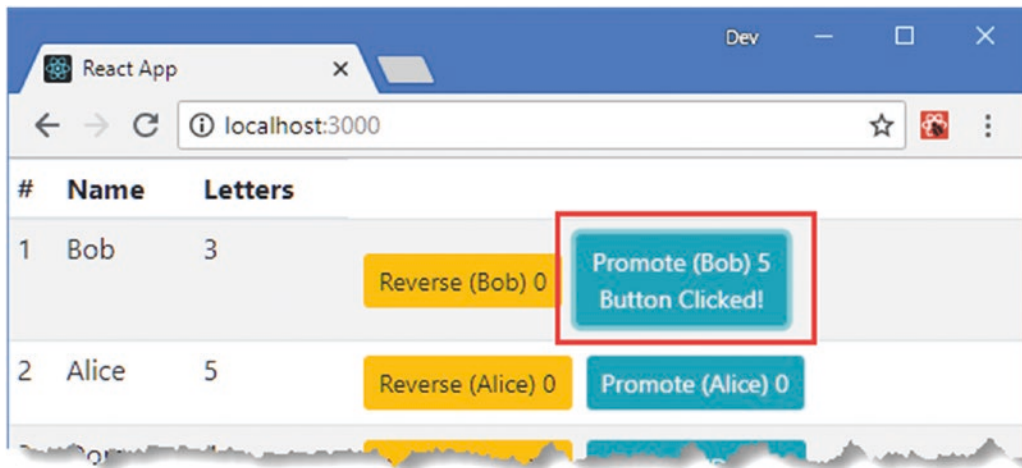 Dev
React App
localhost:3000
# Name Letters
1 Bob 3 Reverse (Bob) 0 Promote (Bob) 5
Button Clicked!
2 Alice 5 Reverse (Alice) 0 Promote (Alice) 0